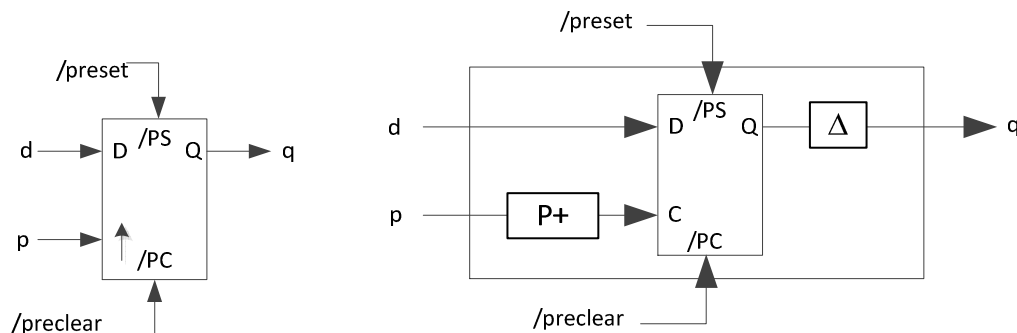 /preset
d
D
/PS
Q
q
p
/PC
/preclear
/preset
d
D
/PS
Q
Δ
q
p
P+
C
/PC
/preclear